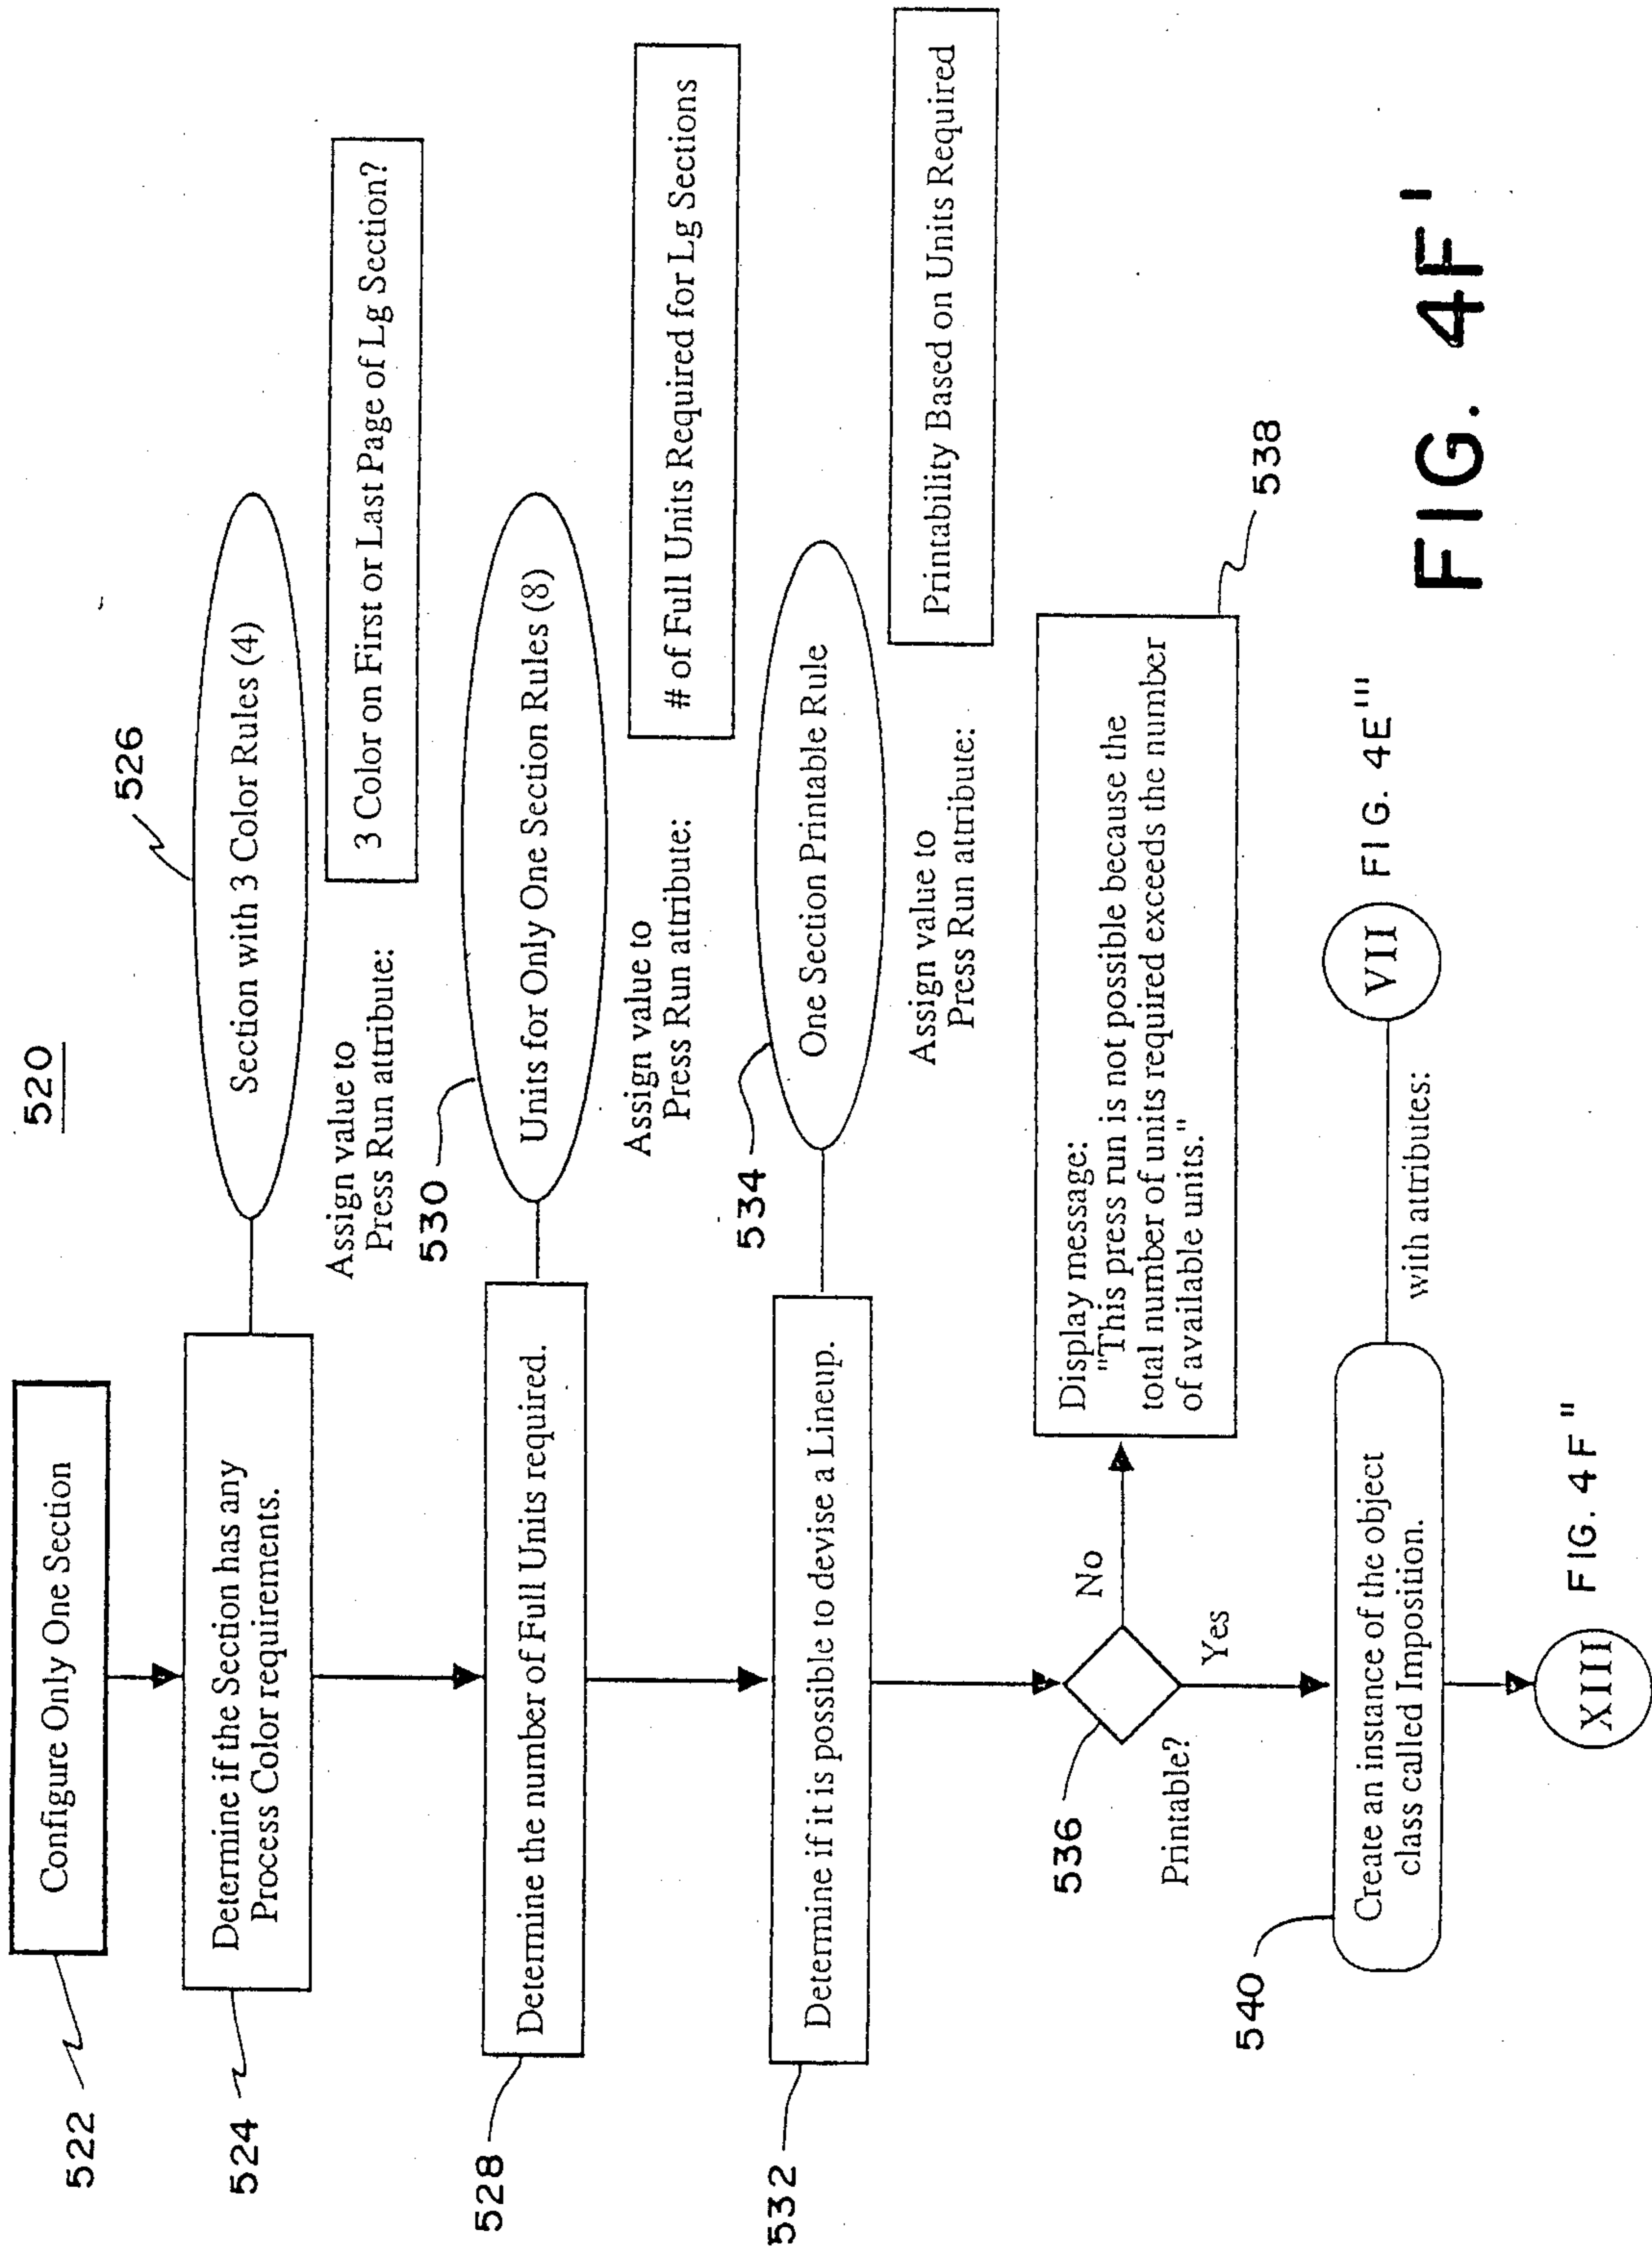 520
522
Configure Only One Section
524
Determine if the Section has any
Process Color requirements.
526
Section with 3 Color Rules (4)
Assign value to
Press Run attribute:
3 Color on First or Last Page of Lg Section?
528
Determine the number of Full Units required.
530
Units for Only One Section Rules (8)
Assign value to
Press Run attribute:
# of Full Units Required for Lg Sections
532
Determine if it is possible to devise a Lineup.
534
One Section Printable Rule
Assign value to
Press Run attribute:
Printability Based on Units Required
536
Printable?
No
Yes
Display message:
"This press run is not possible because the
total number of units required exceeds the number
of available units."
538
540
Create an instance of the object
class called Imposition.
with attributes:
VII FIG. 4E'''
XIII FIG. 4F"
FIG. 4F'